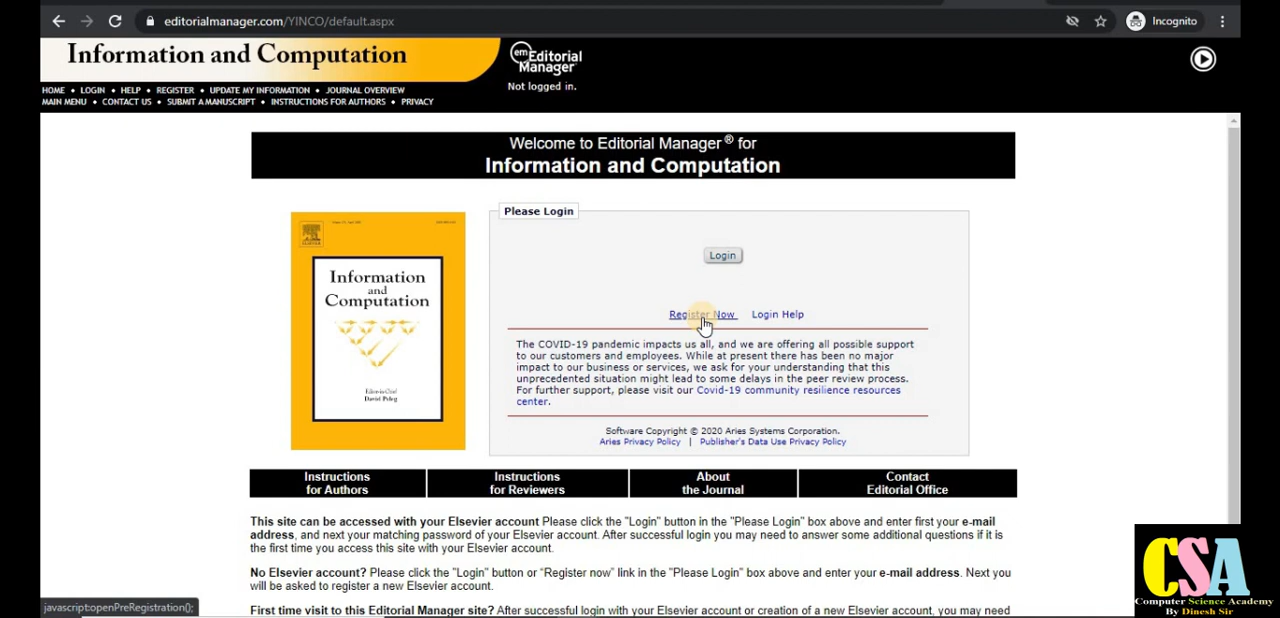 editorialmanager.com/YINCO/default.aspx
Incognito
Information and Computation
em Editorial Manager®
Not logged in.
HOME • LOGIN • HELP • REGISTER • UPDATE MY INFORMATION • JOURNAL OVERVIEW
MAIN MENU • CONTACT US • SUBMIT A MANUSCRIPT • INSTRUCTIONS FOR AUTHORS • PRIVACY
Welcome to Editorial Manager® for
Information and Computation
Information
and
Computation
Editor-in-Chief
David Peleg
Please Login
Login
Register Now Login Help
The COVID-19 pandemic impacts us all, and we are offering all possible support
to our customers and employees. While at present there has been no major
impact to our business or services, we ask for your understanding that this
unprecedented situation might lead to some delays in the peer review process.
For further support, please visit our Covid-19 community resilience resources
center.
Software Copyright © 2020 Aries Systems Corporation.
Aries Privacy Policy | Publisher's Data Use Privacy Policy
Instructions
for Authors
Instructions
for Reviewers
About
the Journal
Contact
Editorial Office
This site can be accessed with your Elsevier account Please click the "Login" button in the "Please Login" box above and enter first your e-mail
address, and next your matching password of your Elsevier account. After successful login you may need to answer some additional questions if it is
the first time you access this site with your Elsevier account.
No Elsevier account? Please click the "Login" button or "Register now" link in the "Please Login" box above and enter your e-mail address. Next you
will be asked to register a new Elsevier account.
First time visit to this Editorial Manager site? After successful login with your Elsevier account or creation of a new Elsevier account, you may need
javascript:openPreRegistration();
CSA
Computer Science Academy
By Dinesh Sir